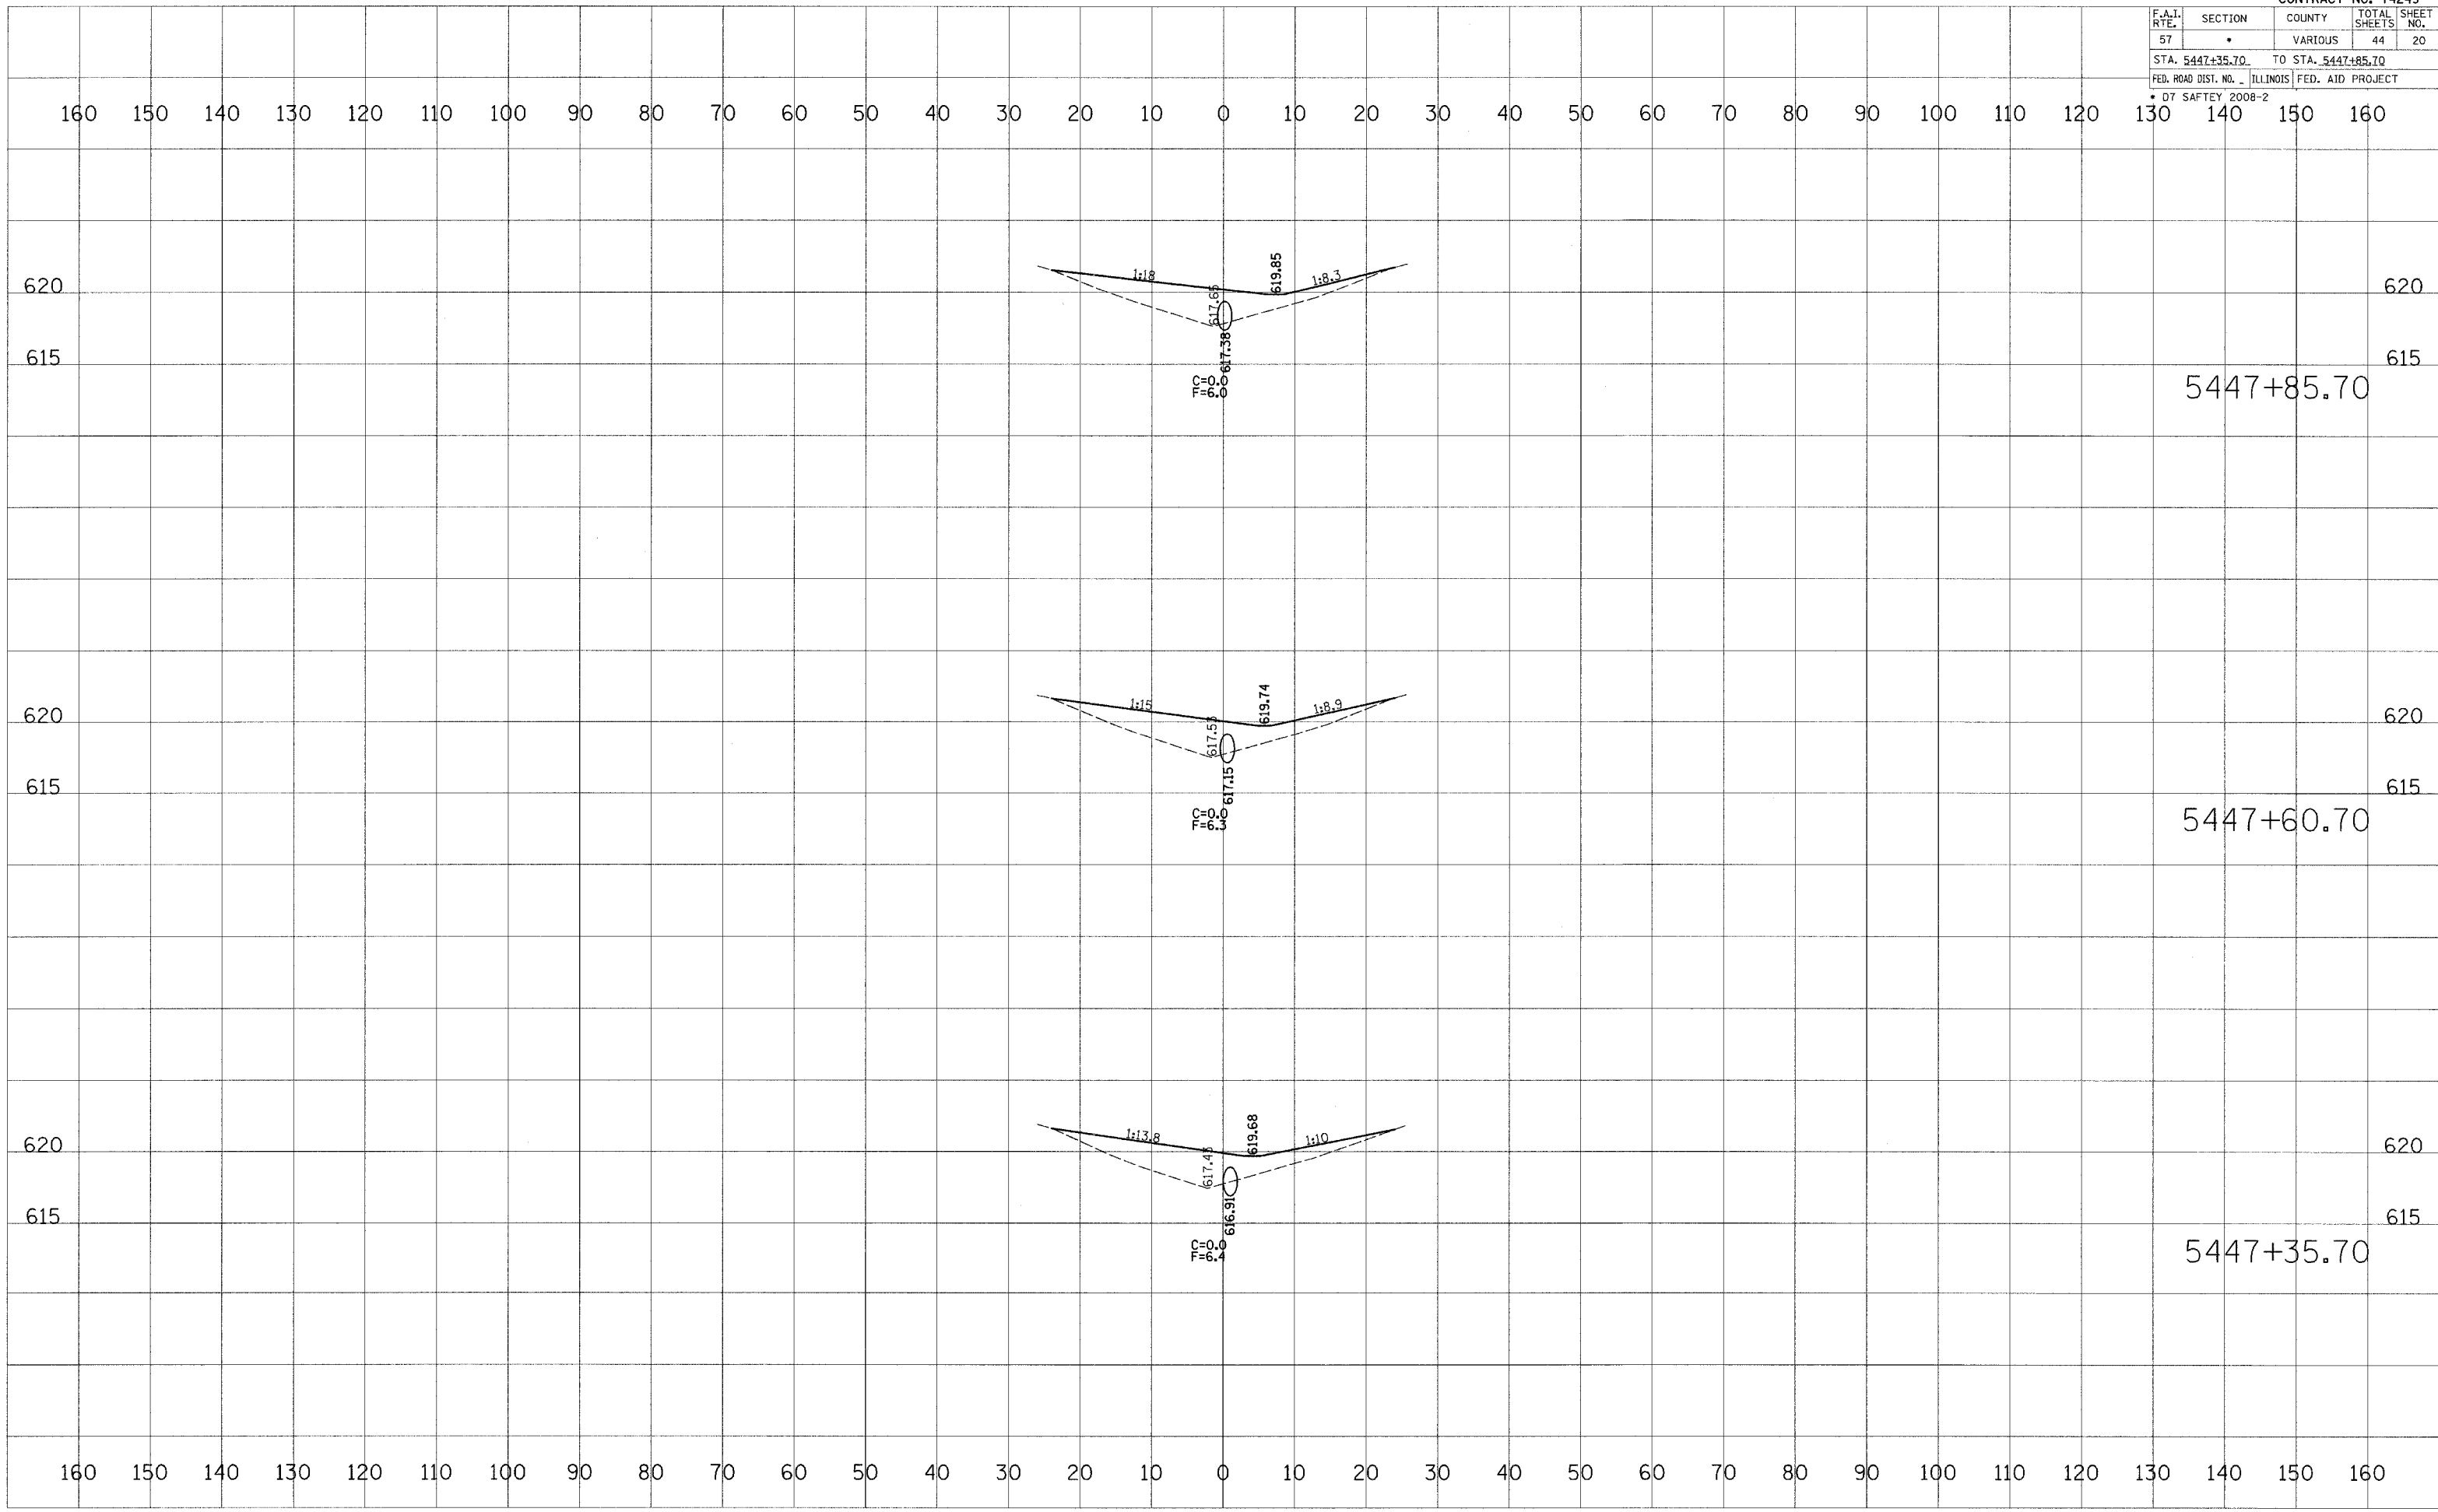 F.A.I. RTE. SECTION COUNTY TOTAL SHEETS SHEET NO.
57 • VARIOUS 44 20
STA. 5447+35.70 TO STA. 5447+85.70
FED. ROAD DIST. NO. _ ILLINOIS FED. AID PROJECT
• D7 SAFTEY 2008-2
160 150 140 130 120 110 100 90 80 70 60 50 40 30 20 10 0 10 20 30 40 50 60 70 80 90 100 110 120 130 140 150 160
1:18 617.65 619.85 1:8.3
620 620
617.38
615 615
C=0.0
F=6.0
5447+85.70
1:15 617.53 619.74 1:8.9
620 620
617.15
615 615
C=0.0
F=6.3
5447+60.70
1:13.8 617.43 619.68 1:10
620 620
616.91
615 615
C=0.0
F=6.4
5447+35.70
160 150 140 130 120 110 100 90 80 70 60 50 40 30 20 10 0 10 20 30 40 50 60 70 80 90 100 110 120 130 140 150 160